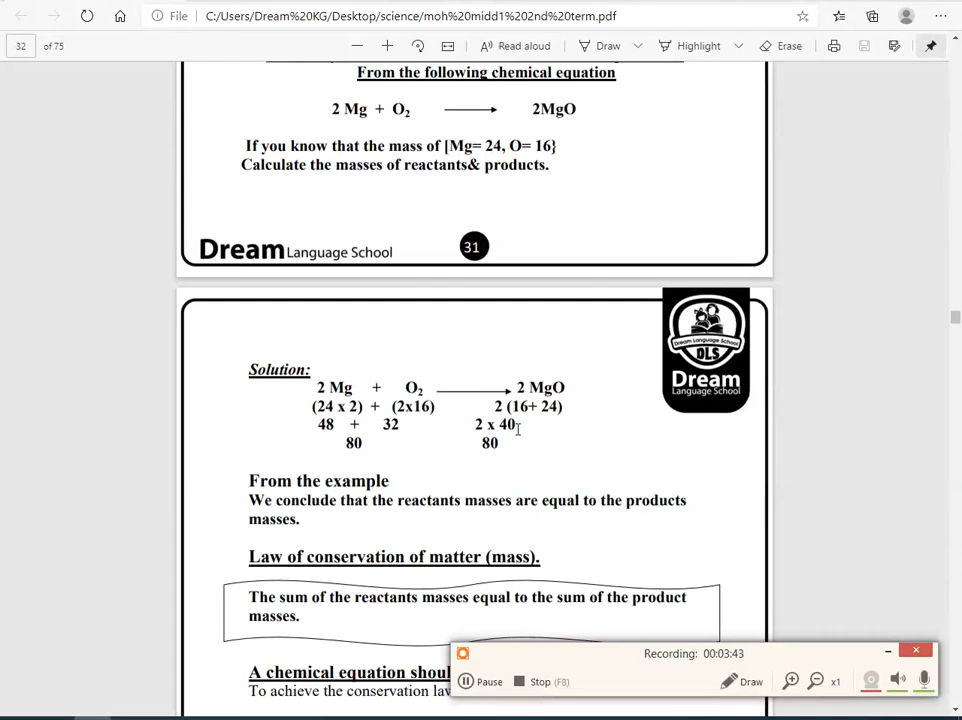 File
C:/Users/Dream%20KG/Desktop/science/moh%20midd1%202nd%20term.pdf
32 of 75
Read aloud
Draw
Highlight
Erase
From the following chemical equation
2 Mg + O₂ → 2MgO
If you know that the mass of [Mg= 24, O= 16}
Calculate the masses of reactants& products.
Dream Language School
31
DLS
Dream
Language School
Solution:
2 Mg + O₂ → 2 MgO
(24 x 2) + (2x16) 2 (16+ 24)
48 + 32 2 x 40
80 80
From the example
We conclude that the reactants masses are equal to the products
masses.
Law of conservation of matter (mass).
The sum of the reactants masses equal to the sum of the product
masses.
A chemical equation shou
To achieve the conservation law
Recording: 00:03:43
Pause
Stop (F8)
Draw
x1